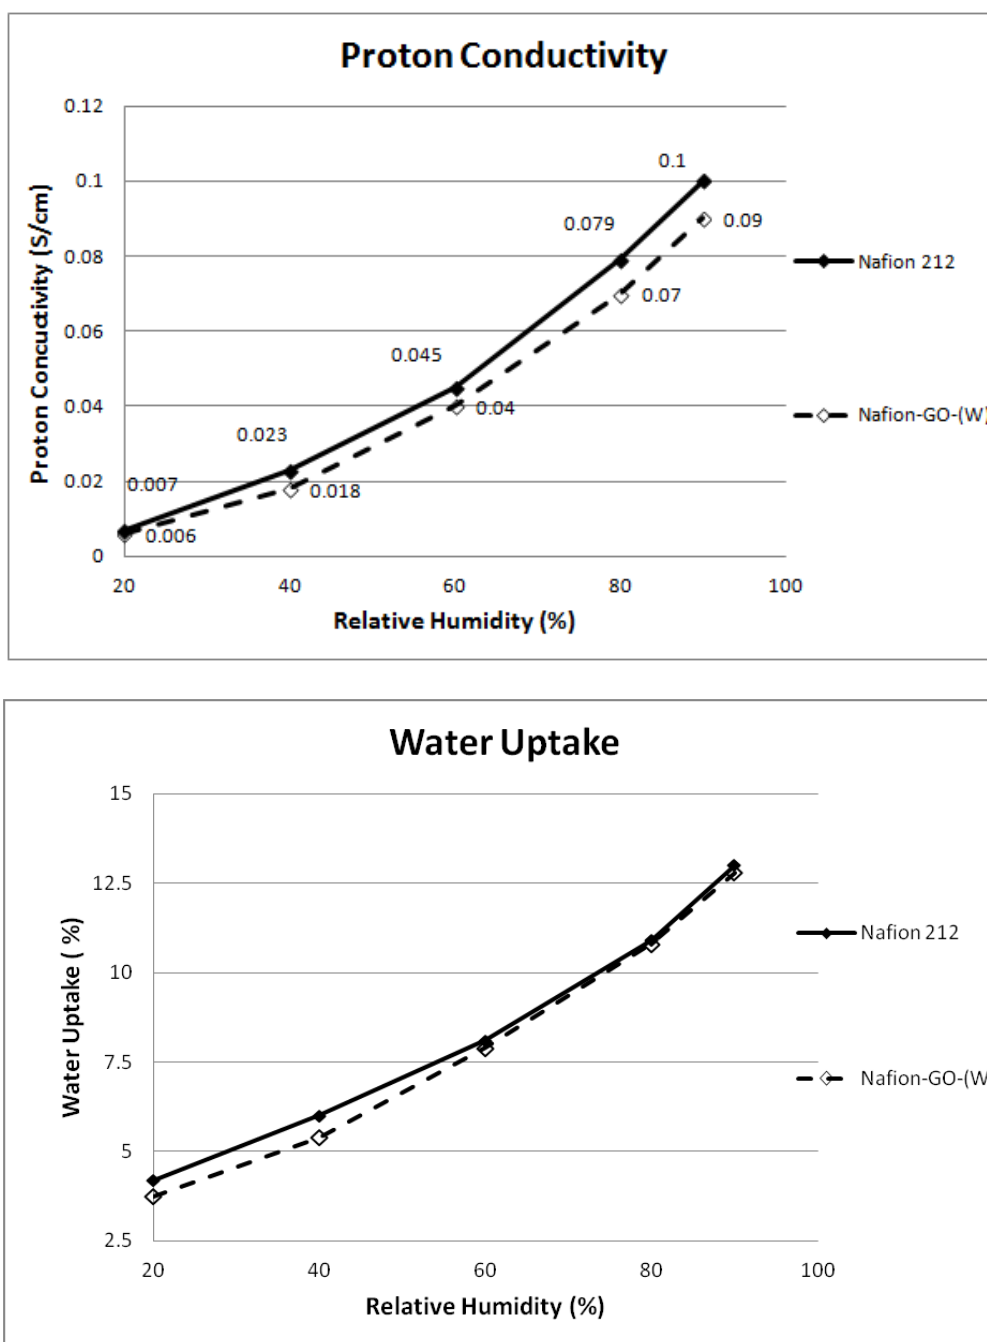 Proton Conductivity
0.12
0.1
0.08
0.06
0.04
0.02
0
Proton Concuctivity (S/cm)
0.1
0.079
0.09
0.07
0.045
0.04
0.023
0.018
0.007
0.006
Nafion 212
Nafion-GO-(W)
20 40 60 80 100
Relative Humidity (%)
Water Uptake
15
12.5
10
7.5
5
2.5
Water Uptake ( %)
Nafion 212
Nafion-GO-(W
20 40 60 80 100
Relative Humidity (%)